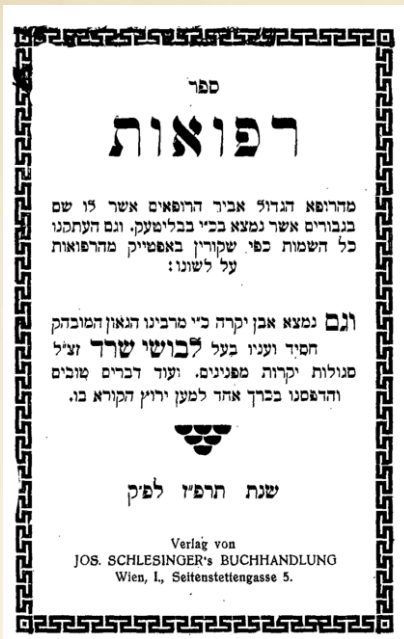 ספר
רפואות
מהרופא הגדול אביר הרופאים אשר לו שם
בגבורים אשר נמצא בכ״י בבליטעק. וגם העתקנו
כל השמות כפי שקורין באפטייק מהרפואות
על לשונו:
וגם נמצא אבן יקרה כ״י מרבינו הגאון המובהק
חסיד ועניו בעל לבושי שרד זצ״ל
סגולות יקרות מפנינים. ועוד דברים טובים
והדפסנו בכרך אחד למען ירוץ הקורא בו.
שנת תרפ״ז לפ״ק
Verlag von
JOS. SCHLESINGER's BUCHHANDLUNG
Wien, I., Seitenstettengasse 5.